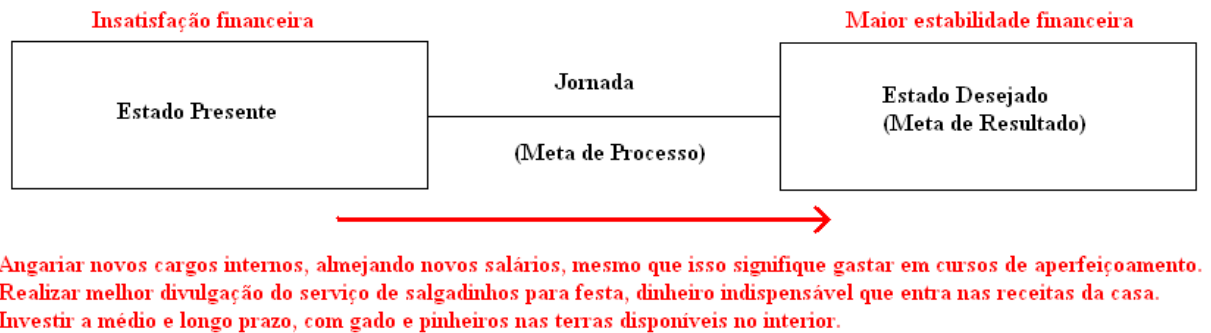 Insatisfação financeira
Maior estabilidade financeira
Estado Presente
Jornada
(Meta de Processo)
Estado Desejado
(Meta de Resultado)
Angariar novos cargos internos, almejando novos salários, mesmo que isso signifique gastar em cursos de aperfeiçoamento.
Realizar melhor divulgação do serviço de salgadinhos para festa, dinheiro indispensável que entra nas receitas da casa.
Investir a médio e longo prazo, com gado e pinheiros nas terras disponíveis no interior.